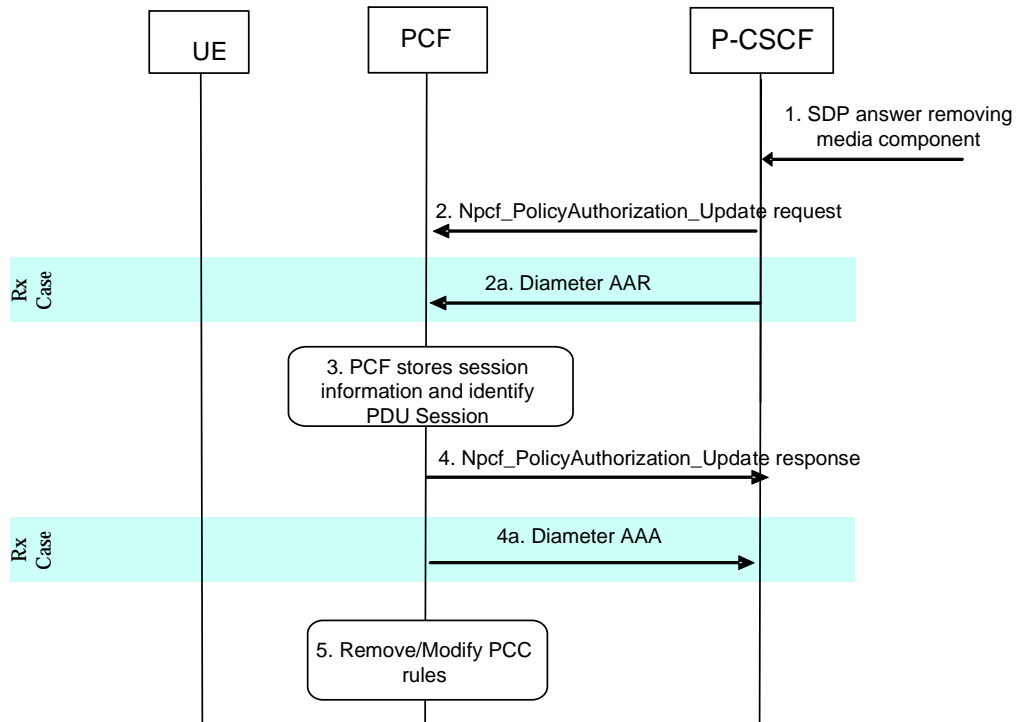 UE
PCF
P-CSCF
1. SDP answer removing
media component
2. Npcf_PolicyAuthorization_Update request
Rx
Case
2a. Diameter AAR
3. PCF stores session
information and identify
PDU Session
4. Npcf_PolicyAuthorization_Update response
Rx
Case
4a. Diameter AAA
5. Remove/Modify PCC
rules